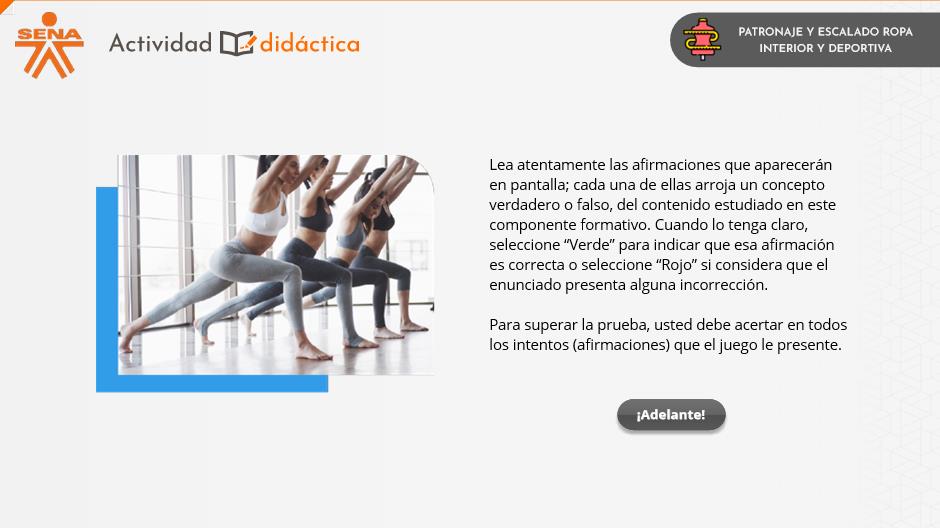 SENA
Actividad didáctica
PATRONAJE Y ESCALADO ROPA
INTERIOR Y DEPORTIVA
Lea atentamente las afirmaciones que aparecerán
en pantalla; cada una de ellas arroja un concepto
verdadero o falso, del contenido estudiado en este
componente formativo. Cuando lo tenga claro,
seleccione “Verde” para indicar que esa afirmación
es correcta o seleccione “Rojo” si considera que el
enunciado presenta alguna incorrección.
Para superar la prueba, usted debe acertar en todos
los intentos (afirmaciones) que el juego le presente.
¡Adelante!